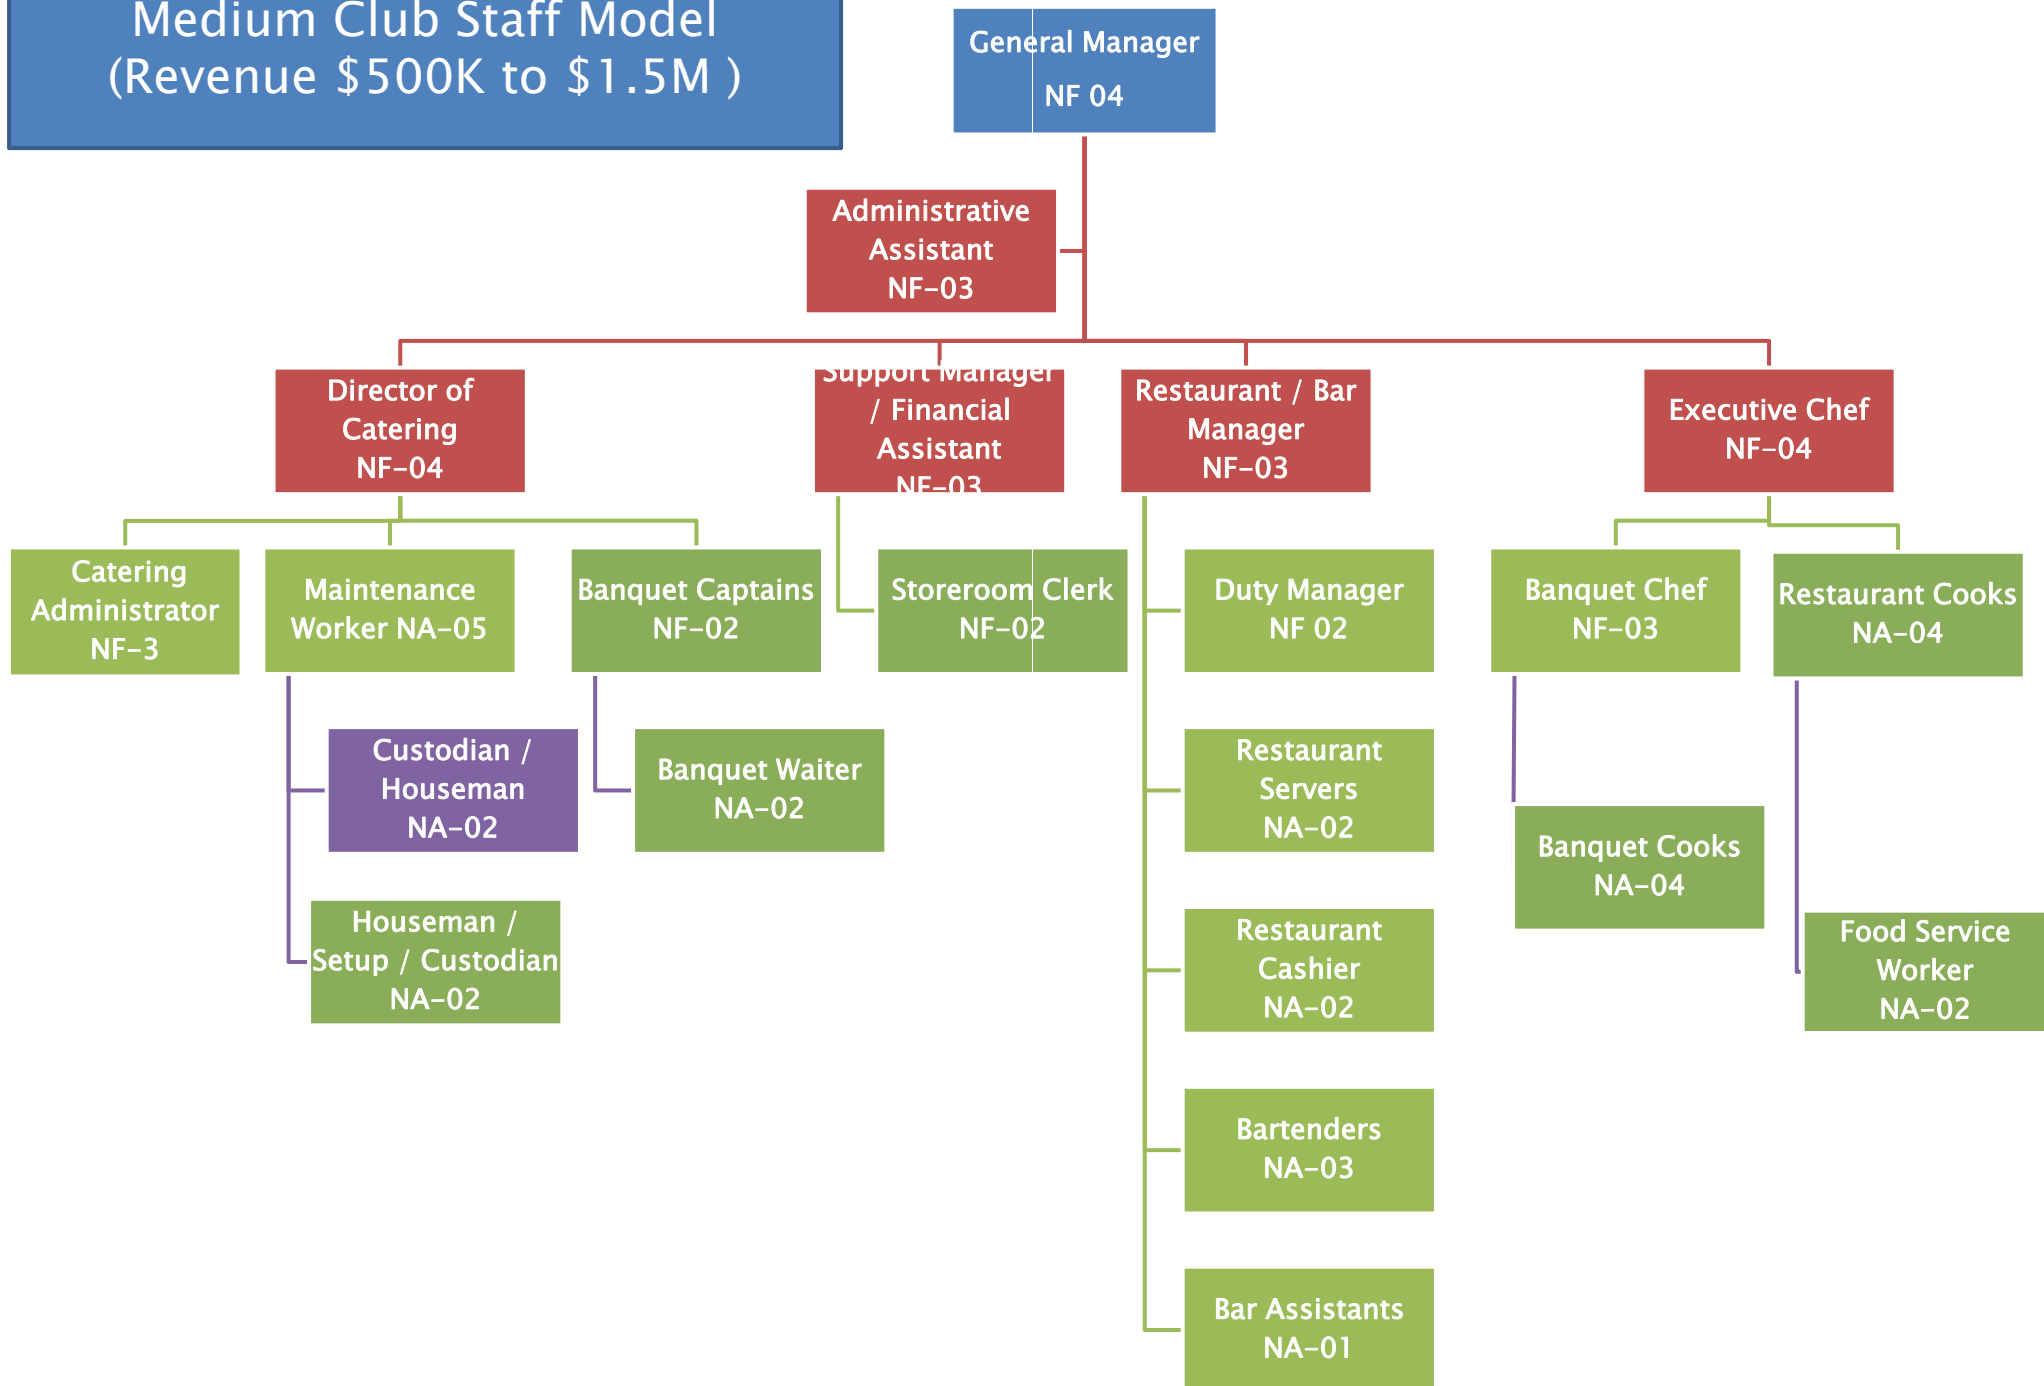 Medium Club Staff Model
(Revenue $500K to $1.5M )
General Manager
NF 04
Administrative
Assistant
NF-03
Director of
Catering
NF-04
Support Manager
/ Financial
Assistant
NF-03
Restaurant / Bar
Manager
NF-03
Executive Chef
NF-04
Catering
Administrator
NF-3
Maintenance
Worker NA-05
Banquet Captains
NF-02
Storeroom Clerk
NF-02
Duty Manager
NF 02
Banquet Chef
NF-03
Restaurant Cooks
NA-04
Custodian /
Houseman
NA-02
Banquet Waiter
NA-02
Restaurant
Servers
NA-02
Banquet Cooks
NA-04
Houseman /
Setup / Custodian
NA-02
Restaurant
Cashier
NA-02
Food Service
Worker
NA-02
Bartenders
NA-03
Bar Assistants
NA-01